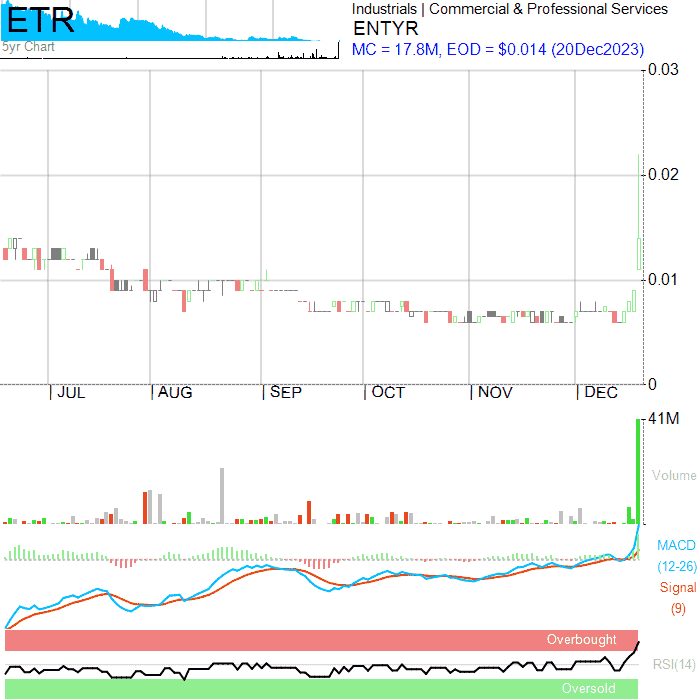 ETR
5yr Chart
Industrials | Commercial & Professional Services
ENTYR
MC = 17.8M, EOD = $0.014 (20Dec2023)
0.03
0.02
0.01
0
JUL AUG SEP OCT NOV DEC
41M
Volume
MACD
(12-26)
Signal
(9)
Overbought
RSI(14)
Oversold